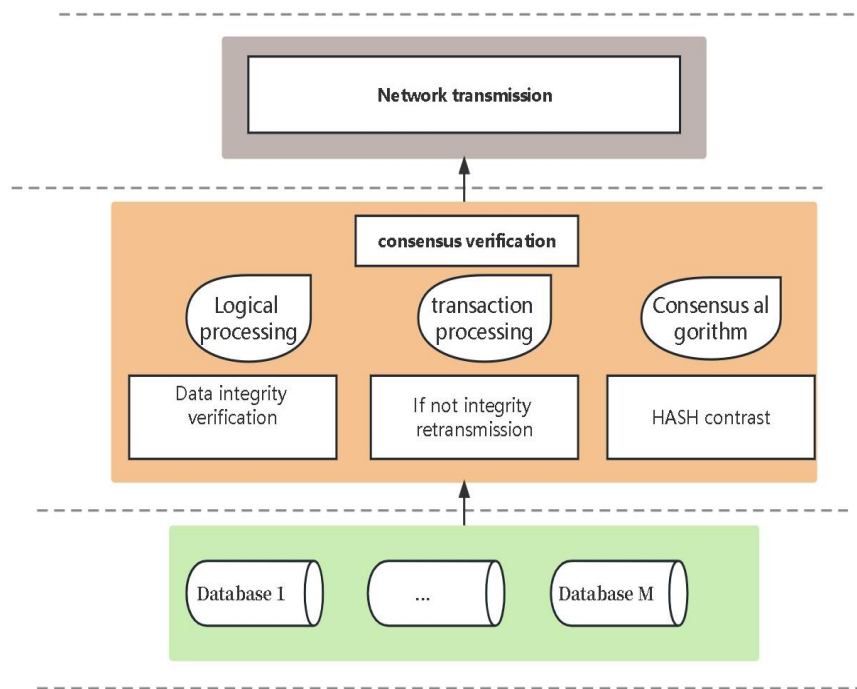 Network transmission
consensus verification
Logical
processing
transaction
processing
Consensus al
gorithm
Data integrity
verification
If not integrity
retransmission
HASH contrast
Database 1
...
Database M